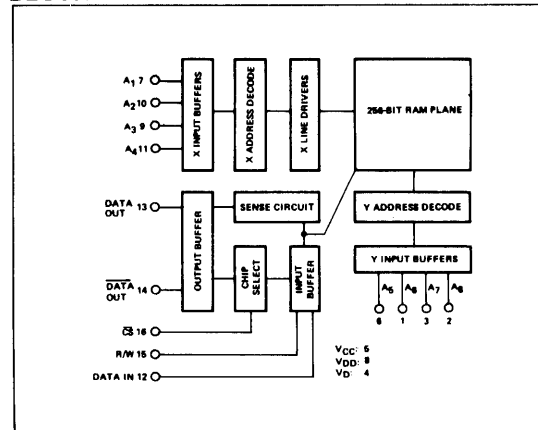 A1 7
A2 10
A3 9
A4 11
X INPUT BUFFERS
X ADDRESS DECODE
X LINE DRIVERS
256-BIT RAM PLANE
DATA
OUT 13
DATA
OUT 14
OUTPUT BUFFER
SENSE CIRCUIT
CHIP
SELECT
INPUT
BUFFER
Y ADDRESS DECODE
Y INPUT BUFFERS
A5 A6 A7 A8
6 1 3 2
CS 16
R/W 15
DATA IN 12
VCC: 5
VDD: 8
VD: 4